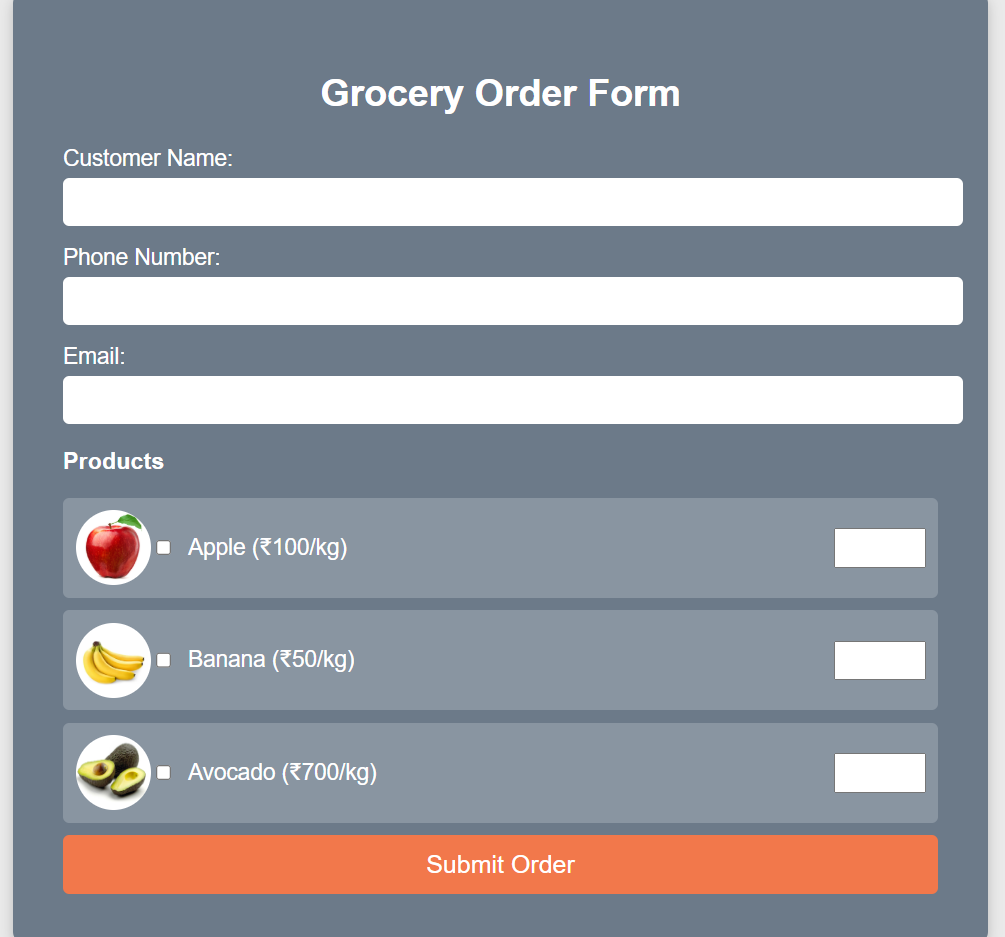 Grocery Order Form
Customer Name:
Phone Number:
Email:
Products
Apple (₹100/kg)
Banana (₹50/kg)
Avocado (₹700/kg)
Submit Order